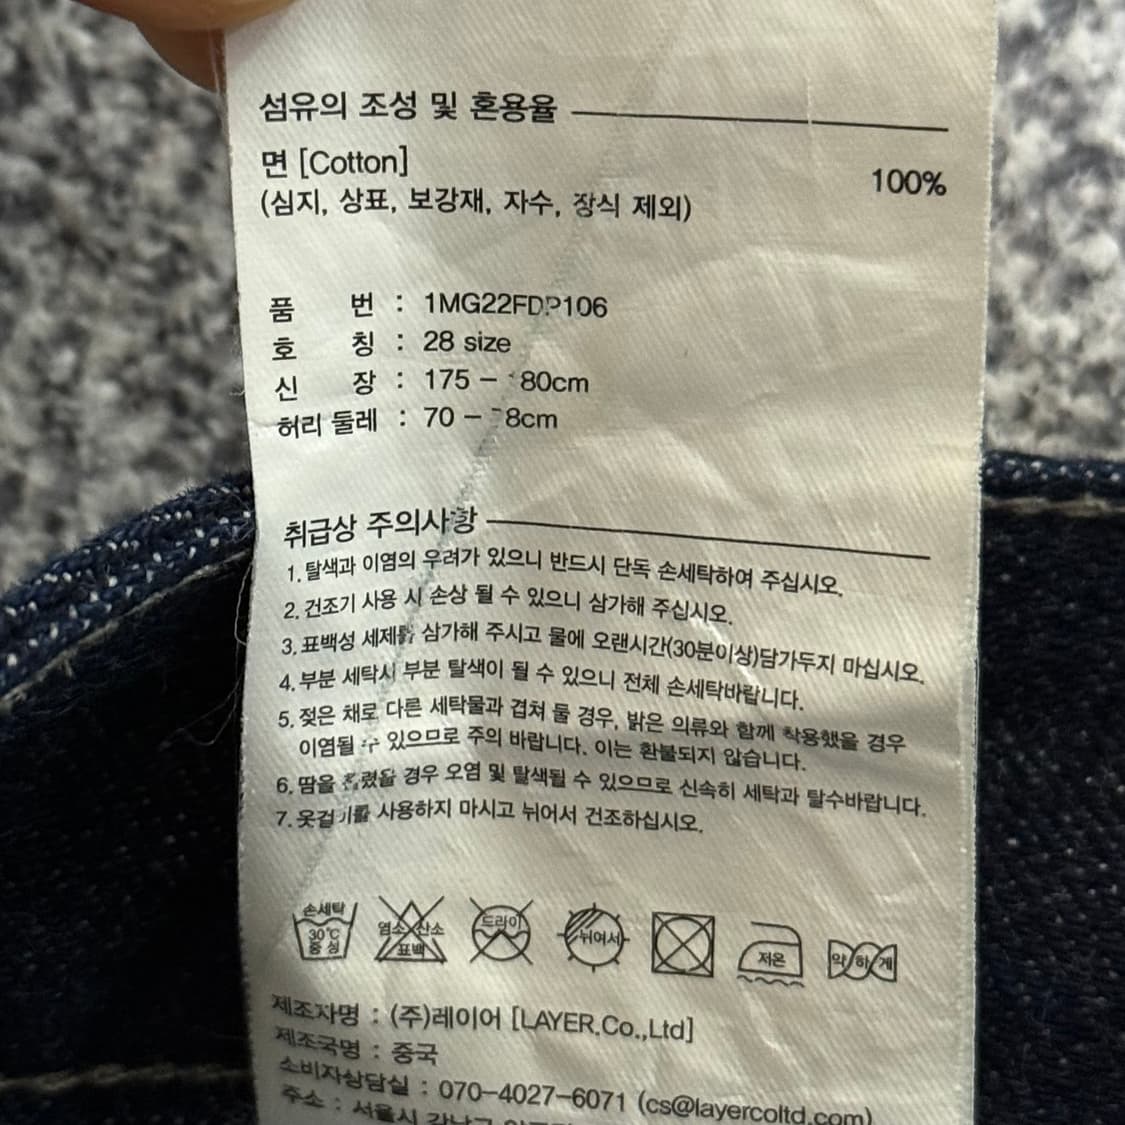 섬유의 조성 및 혼용율
면 [Cotton] 100%
(심지, 상표, 보강재, 자수, 장식 제외)
품 번 : 1MG22FDP106
호 칭 : 28 size
신 장 : 175 - 80cm
허리 둘레 : 70 - 78cm
취급상 주의사항
1. 탈색과 이염의 우려가 있으니 반드시 단독 손세탁하여 주십시오.
2. 건조기 사용 시 손상 될 수 있으니 삼가해 주십시오.
3. 표백성 세제를 삼가해 주시고 물에 오랜시간(30분이상)담가두지 마십시오.
4. 부분 세탁시 부분 탈색이 될 수 있으니 전체 손세탁바랍니다.
5. 젖은 채로 다른 세탁물과 겹쳐 둘 경우, 밝은 의류와 함께 착용했을 경우
이염될 수 있으므로 주의 바랍니다. 이는 환불되지 않습니다.
6. 땀을 흘렸을 경우 오염 및 탈색될 수 있으므로 신속히 세탁과 탈수바랍니다.
7. 옷걸이를 사용하지 마시고 뉘어서 건조하십시오.
손세탁 30℃ 중성
염소 산소 표백
드라이
뉘어서
저온
약하게
제조자명 : (주)레이어 [LAYER.Co.,Ltd]
제조국명 : 중국
소비자상담실 : 070-4027-6071 (cs@layercoltd.com)
주소 : 서울시 강남구